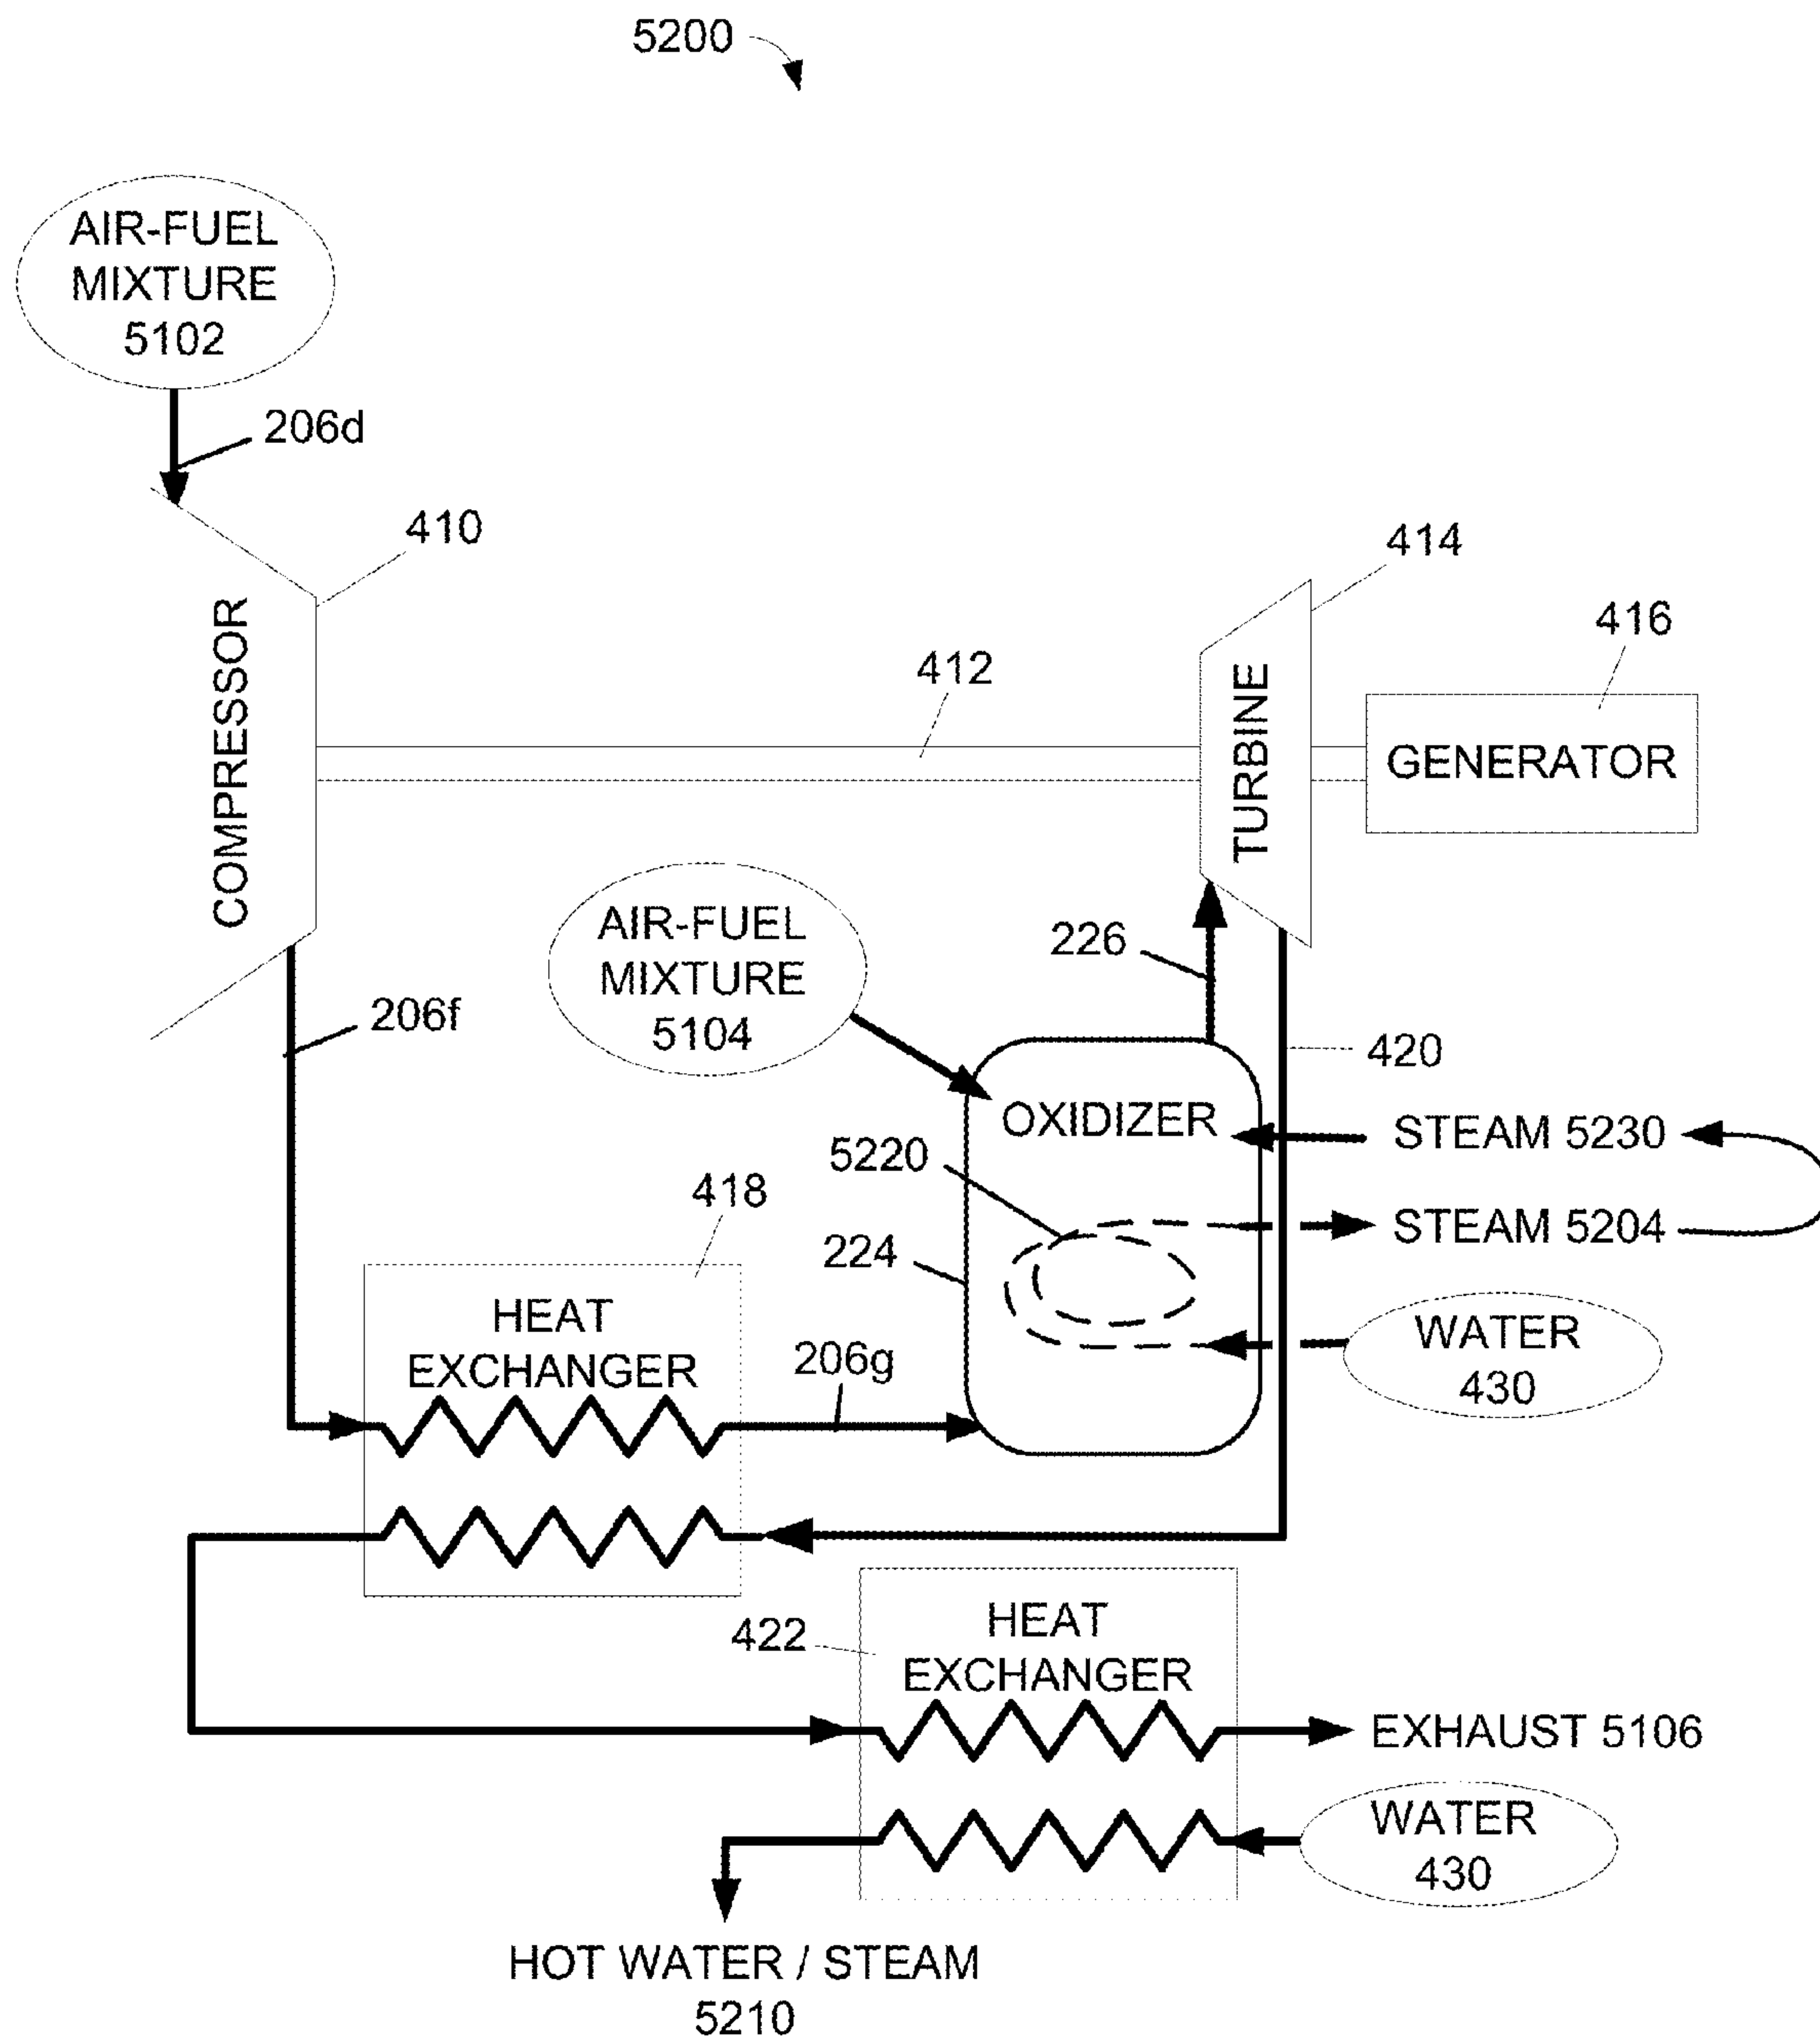 5200
AIR-FUEL
MIXTURE
5102
206d
410
COMPRESSOR
414
416
412
TURBINE
GENERATOR
AIR-FUEL
MIXTURE
5104
226
206f
420
OXIDIZER
STEAM 5230
5220
418
STEAM 5204
224
HEAT
EXCHANGER
WATER
430
206g
HEAT
EXCHANGER
422
EXHAUST 5106
WATER
430
HOT WATER / STEAM
5210